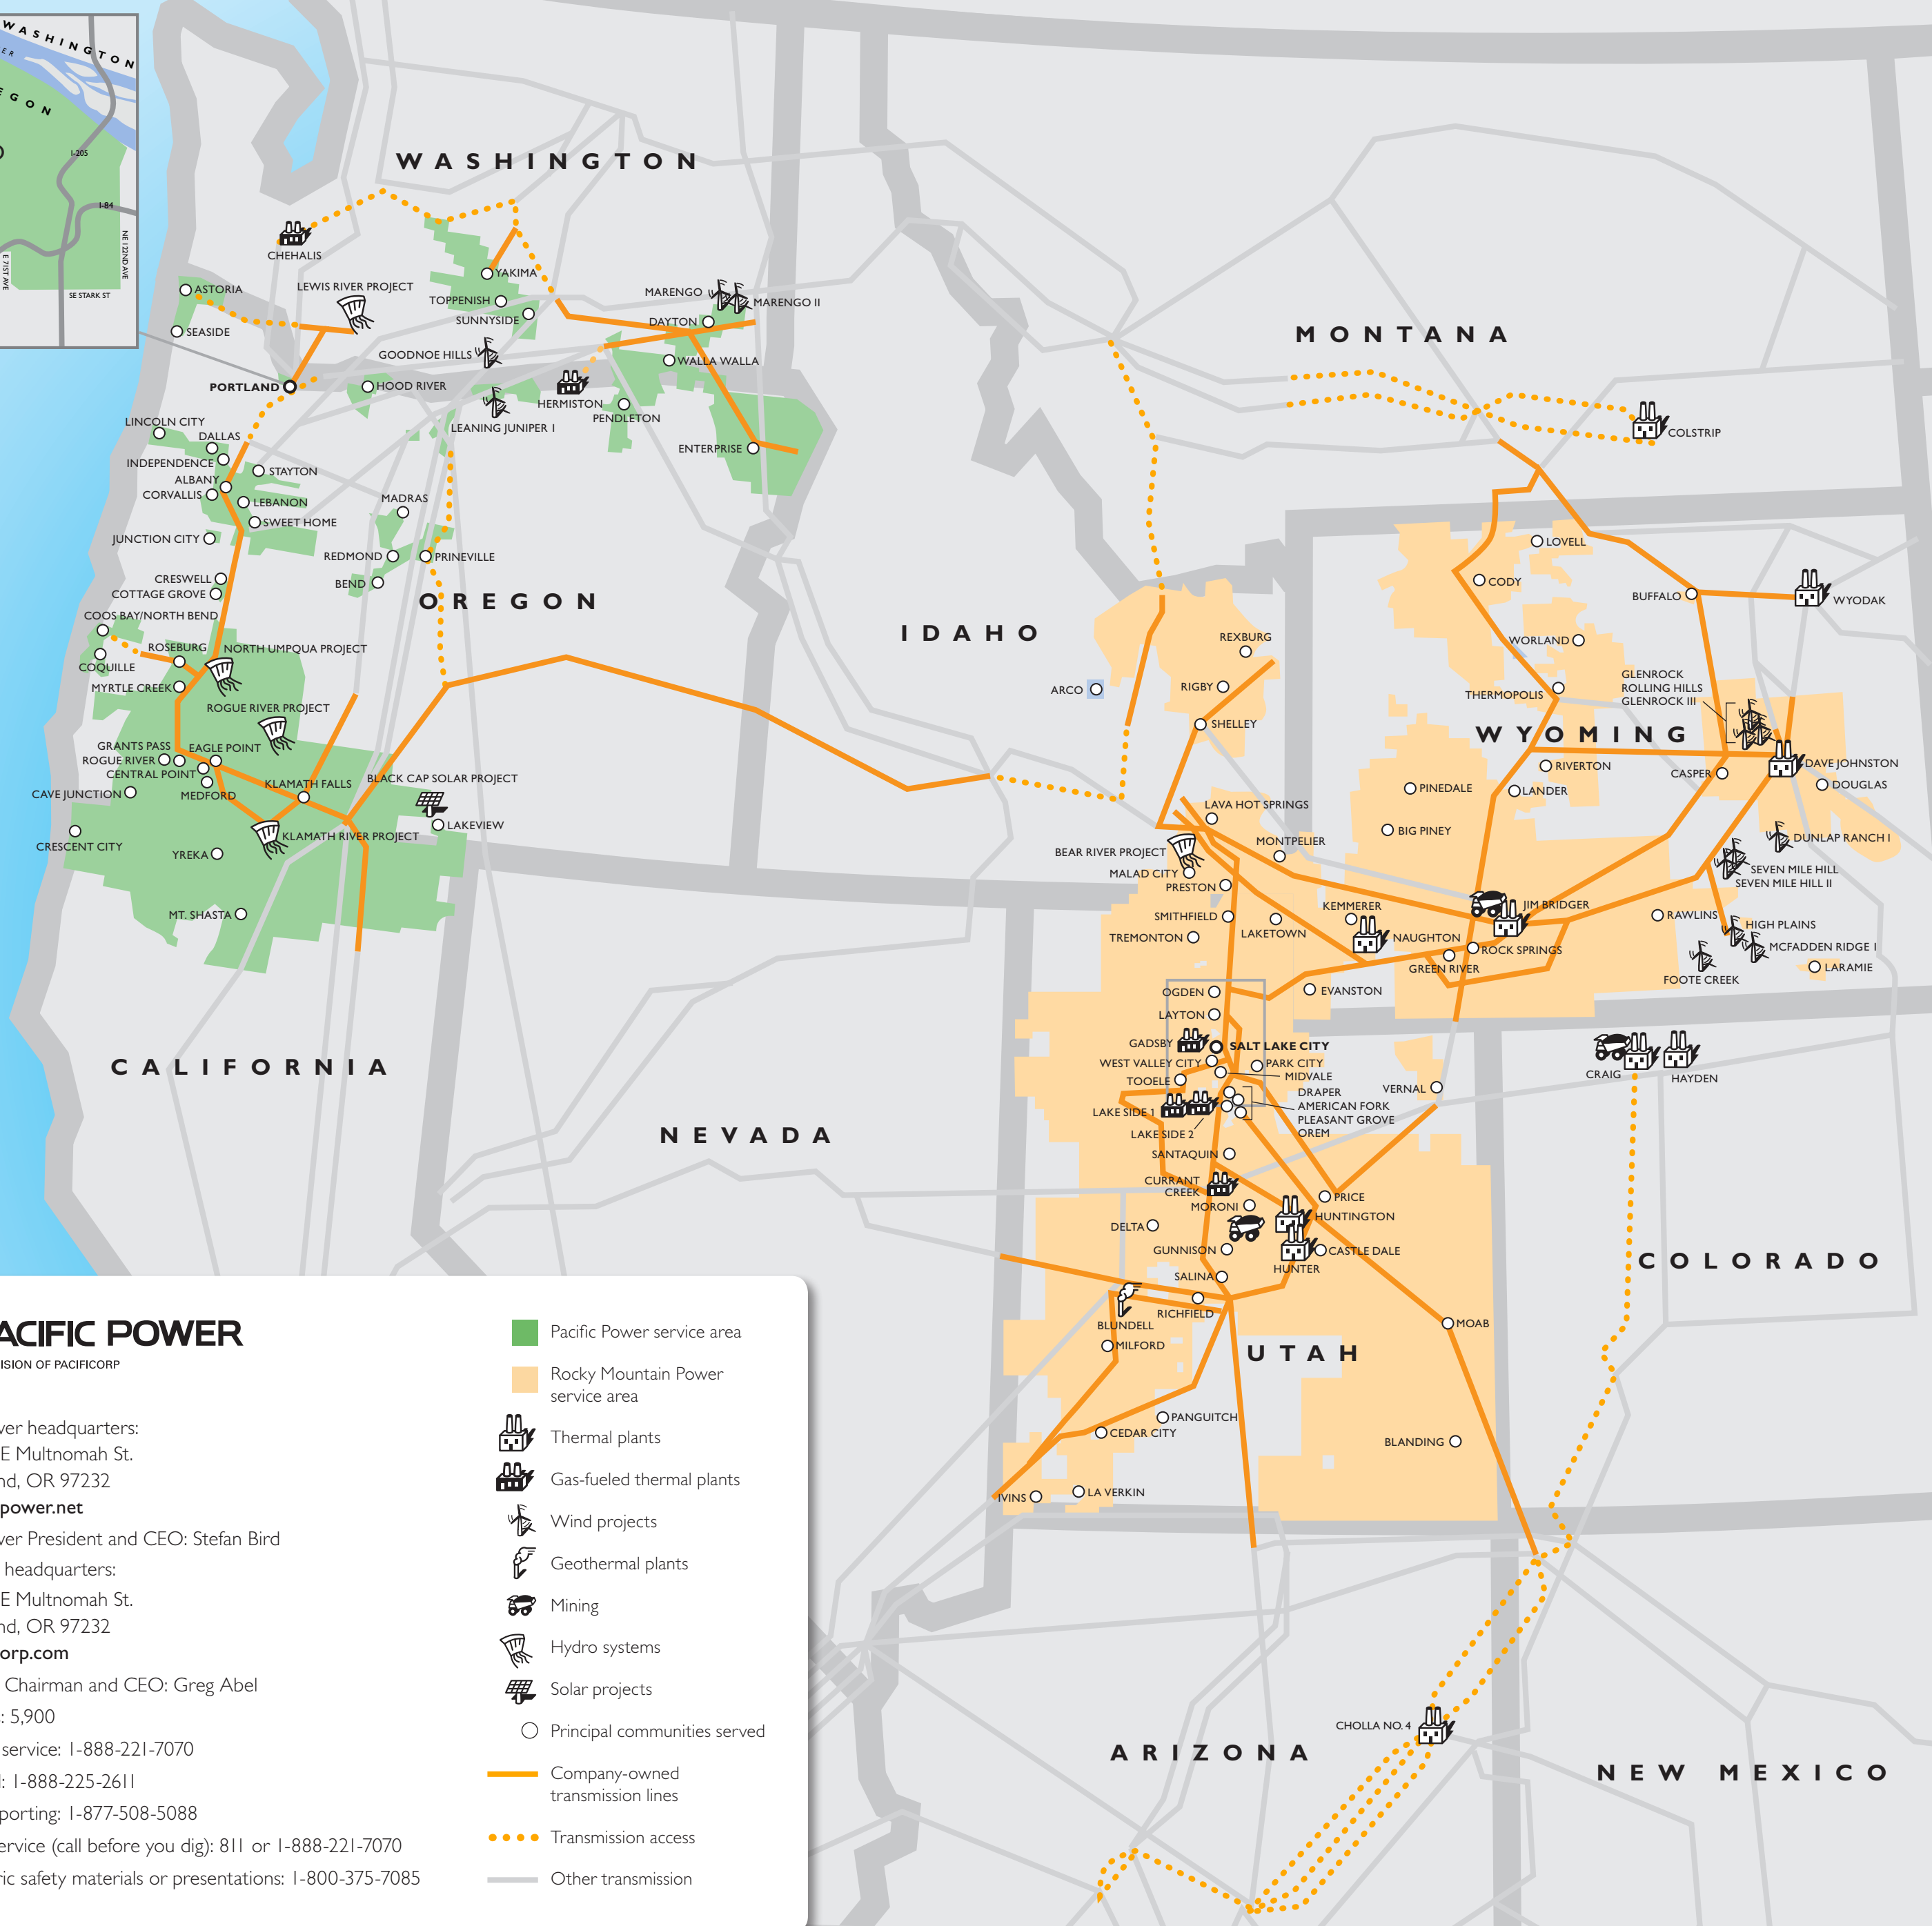 WASHINGTON
ER
EGON
I-205
I-84
NE 122ND AVE
E 71ST AVE
SE STARK ST
WASHINGTON
CHEHALIS
LEWIS RIVER PROJECT
YAKIMA
TOPPENISH
SUNNYSIDE
MARENGO
MARENGO II
DAYTON
ASTORIA
SEASIDE
GOODNOE HILLS
WALLA WALLA
PORTLAND
HOOD RIVER
HERMISTON
PENDLETON
LEANING JUNIPER 1
ENTERPRISE
LINCOLN CITY
DALLAS
INDEPENDENCE
STAYTON
ALBANY
CORVALLIS
LEBANON
SWEET HOME
MADRAS
JUNCTION CITY
REDMOND
PRINEVILLE
BEND
CRESWELL
COTTAGE GROVE
OREGON
COOS BAY/NORTH BEND
ROSEBURG
NORTH UMPQUA PROJECT
COQUILLE
MYRTLE CREEK
ROGUE RIVER PROJECT
GRANTS PASS
EAGLE POINT
ROGUE RIVER
CENTRAL POINT
MEDFORD
KLAMATH FALLS
BLACK CAP SOLAR PROJECT
CAVE JUNCTION
LAKEVIEW
CRESCENT CITY
KLAMATH RIVER PROJECT
YREKA
MT. SHASTA
CALIFORNIA
NEVADA
IDAHO
MONTANA
COLSTRIP
REXBURG
ARCO
RIGBY
SHELLEY
LAVA HOT SPRINGS
MONTPELIER
BEAR RIVER PROJECT
MALAD CITY
PRESTON
LOVELL
CODY
BUFFALO
WYODAK
WORLAND
THERMOPOLIS
GLENROCK
ROLLING HILLS
GLENROCK III
WYOMING
RIVERTON
CASPER
DAVE JOHNSTON
PINEDALE
LANDER
DOUGLAS
BIG PINEY
DUNLAP RANCH I
SEVEN MILE HILL
SEVEN MILE HILL II
KEMMERER
JIM BRIDGER
RAWLINS
HIGH PLAINS
NAUGHTON
ROCK SPRINGS
MCFADDEN RIDGE I
GREEN RIVER
FOOTE CREEK
LARAMIE
EVANSTON
SMITHFIELD
LAKETOWN
TREMONTON
OGDEN
LAYTON
GADSBY
SALT LAKE CITY
WEST VALLEY CITY
PARK CITY
TOOELE
MIDVALE
VERNAL
DRAPER
LAKE SIDE 1
AMERICAN FORK
PLEASANT GROVE
LAKE SIDE 2
OREM
SANTAQUIN
CURRANT
CREEK
PRICE
MORONI
HUNTINGTON
DELTA
GUNNISON
CASTLE DALE
HUNTER
SALINA
RICHFIELD
BLUNDELL
MILFORD
MOAB
UTAH
PANGUITCH
CEDAR CITY
BLANDING
IVINS
LA VERKIN
CRAIG
HAYDEN
COLORADO
CHOLLA NO. 4
ARIZONA
NEW MEXICO
ACIFIC POWER
ISION OF PACIFICORP
ver headquarters:
E Multnomah St.
nd, OR 97232
power.net
ver President and CEO: Stefan Bird
headquarters:
E Multnomah St.
nd, OR 97232
orp.com
Chairman and CEO: Greg Abel
: 5,900
service: 1-888-221-7070
: 1-888-225-2611
porting: 1-877-508-5088
ervice (call before you dig): 811 or 1-888-221-7070
ric safety materials or presentations: 1-800-375-7085
Pacific Power service area
Rocky Mountain Power
service area
Thermal plants
Gas-fueled thermal plants
Wind projects
Geothermal plants
Mining
Hydro systems
Solar projects
Principal communities served
Company-owned
transmission lines
Transmission access
Other transmission